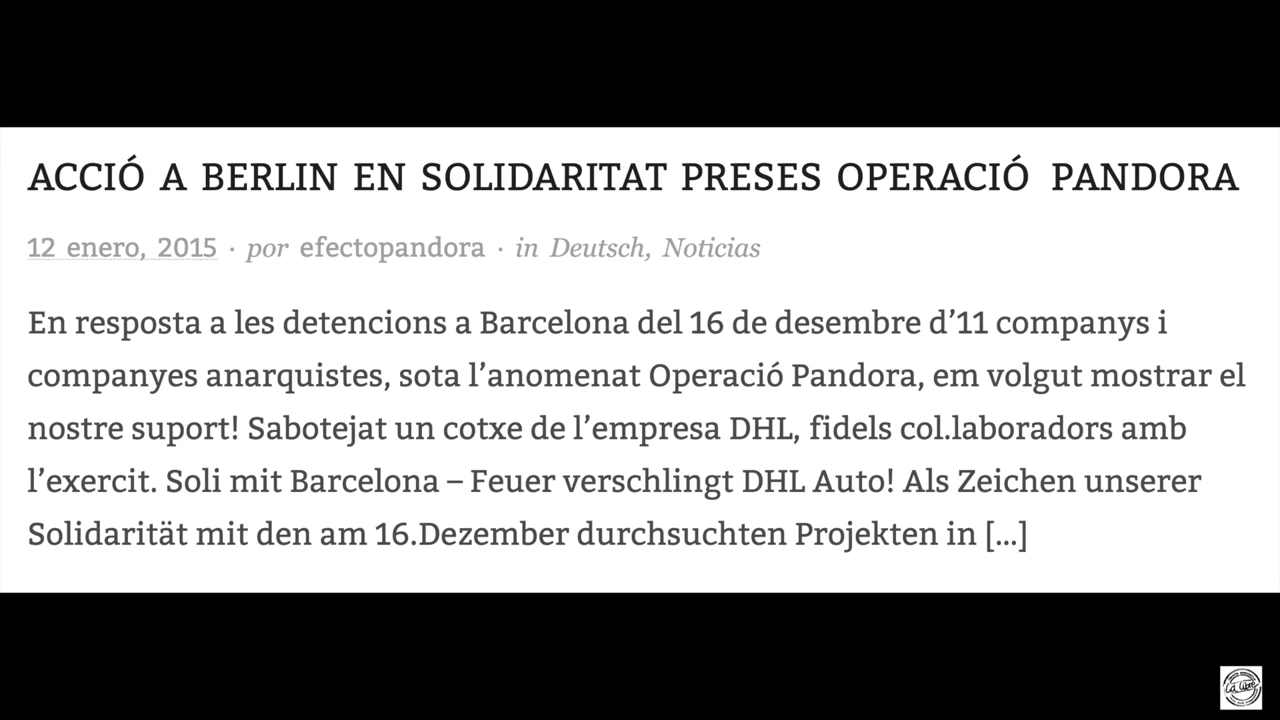 ACCIÓ A BERLIN EN SOLIDARITAT PRESES OPERACIÓ PANDORA
12 enero, 2015 · por efectopandora · in Deutsch, Noticias
En resposta a les detencions a Barcelona del 16 de desembre d’11 companys i
companyes anarquistes, sota l’anomenat Operació Pandora, em volgut mostrar el
nostre suport! Sabotejat un cotxe de l’empresa DHL, fidels col.laboradors amb
l’exercit. Soli mit Barcelona – Feuer verschlingt DHL Auto! Als Zeichen unserer
Solidarität mit den am 16.Dezember durchsuchten Projekten in [...]